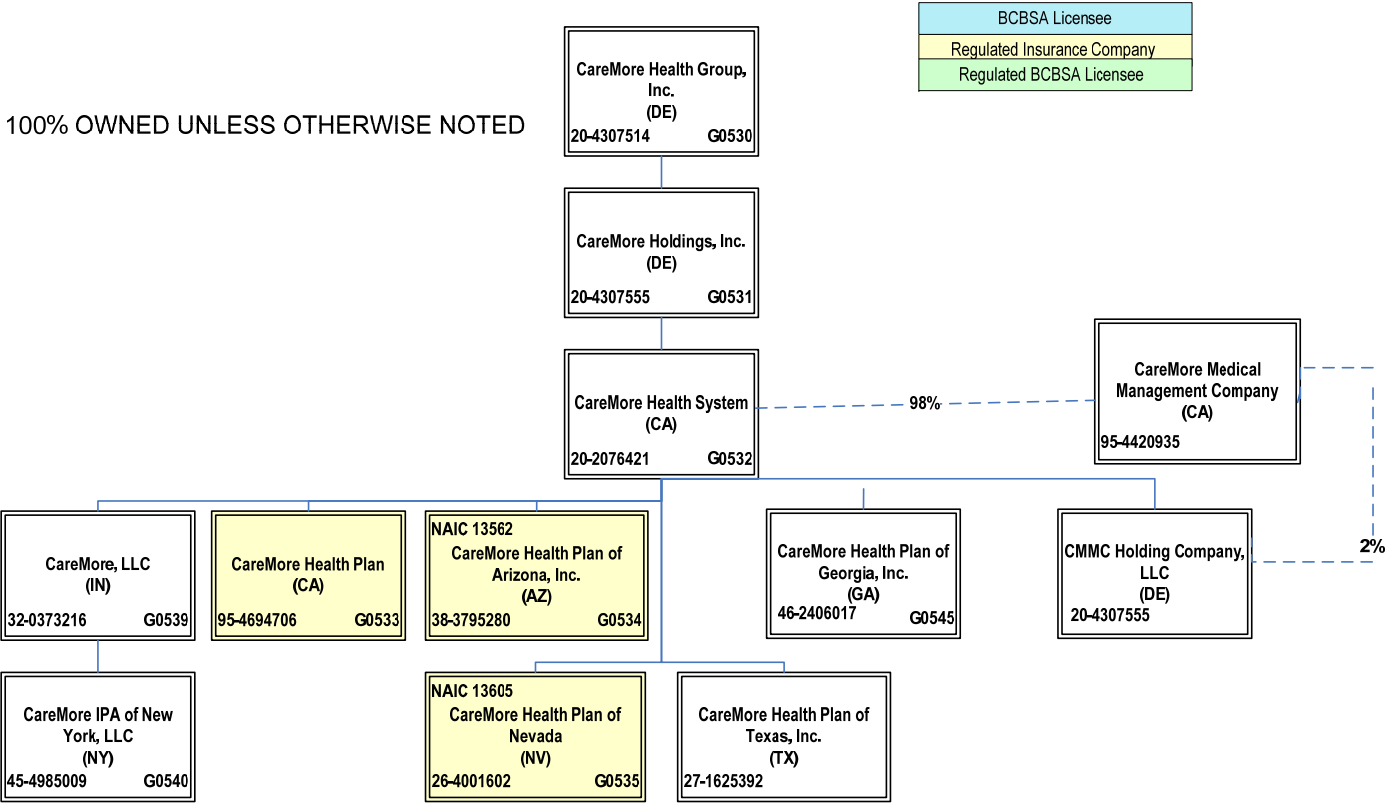 BCBSA Licensee
Regulated Insurance Company
Regulated BCBSA Licensee
100% OWNED UNLESS OTHERWISE NOTED
CareMore Health Group,
Inc.
(DE)
20-4307514 G0530
CareMore Holdings, Inc.
(DE)
20-4307555 G0531
CareMore Health System
(CA)
20-2076421 G0532
98%
CareMore Medical
Management Company
(CA)
95-4420935
2%
CareMore, LLC
(IN)
32-0373216 G0539
CareMore Health Plan
(CA)
95-4694706 G0533
NAIC 13562
CareMore Health Plan of
Arizona, Inc.
(AZ)
38-3795280 G0534
CareMore Health Plan of
Georgia, Inc.
(GA)
46-2406017 G0545
CMMC Holding Company,
LLC
(DE)
20-4307555
CareMore IPA of New
York, LLC
(NY)
45-4985009 G0540
NAIC 13605
CareMore Health Plan of
Nevada
(NV)
26-4001602 G0535
CareMore Health Plan of
Texas, Inc.
(TX)
27-1625392